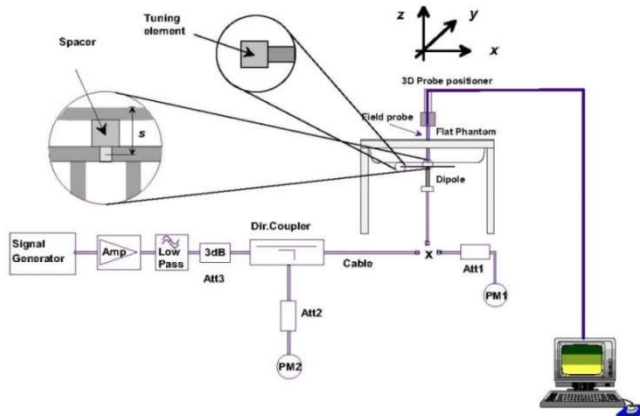 Tuning
element
Spacer
s
z
y
x
3D Probe positioner
Field probe
Flat Phantom
Dipole
Signal
Generator
Amp
Low
Pass
3dB
Att3
Dir.Coupler
Cable
x
Att1
PM1
Att2
PM2